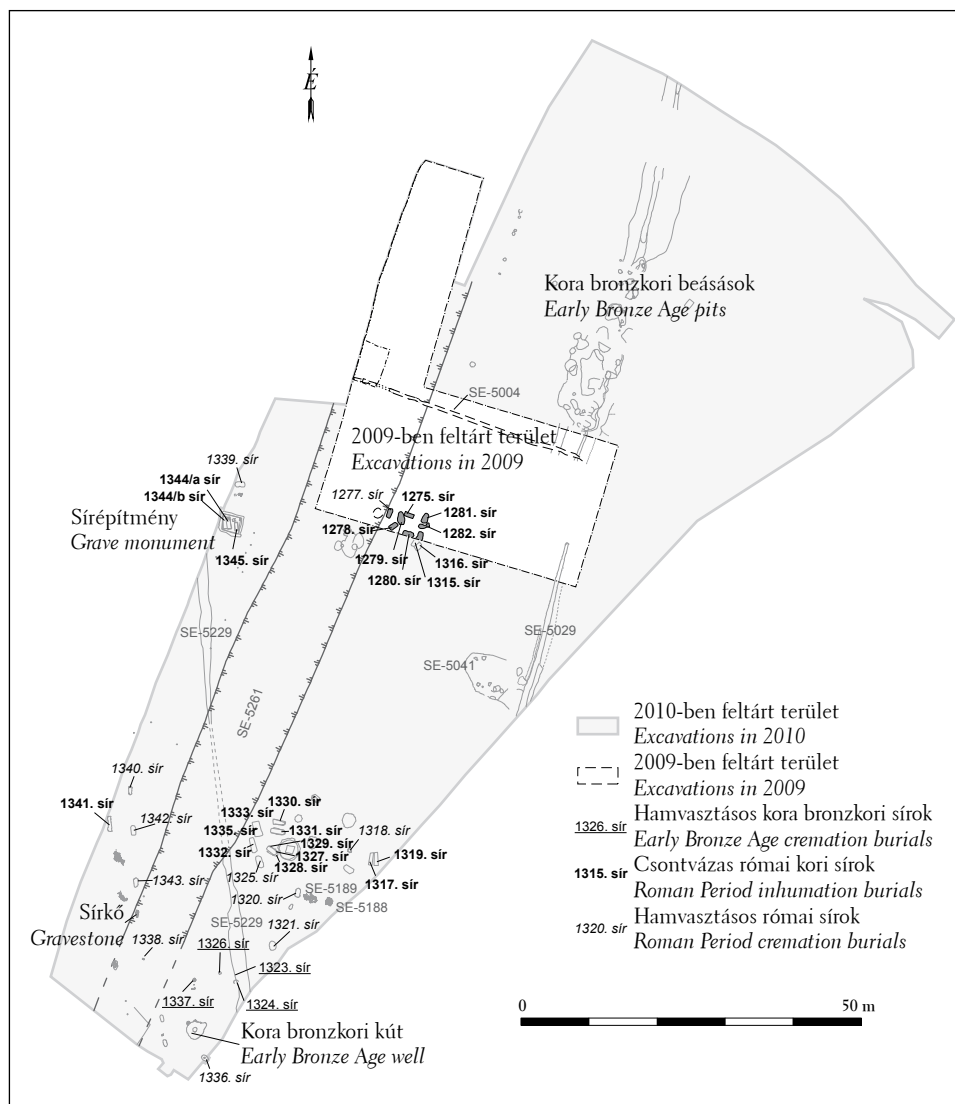 É
Kora bronzkori beásások
Early Bronze Age pits
SE-5004
2009-ben feltárt terület
Excavations in 2009
1339. sír
1344/a sír
1344/b sír
Sírépítmény
Grave monument
1345. sír
1277. sír
1275. sír
1281. sír
1278. sír
1282. sír
1279. sír
1316. sír
1280. sír
1315. sír
SE-5229
SE-5029
SE-5041
SE-5261
2010-ben feltárt terület
Excavations in 2010
2009-ben feltárt terület
Excavations in 2009
1326. sír
Hamvasztásos kora bronzkori sírok
Early Bronze Age cremation burials
1315. sír
Csontvázas római kori sírok
Roman Period inhumation burials
1320. sír
Hamvasztásos római sírok
Roman Period cremation burials
1340. sír
1341. sír
1342. sír
1333. sír
1330. sír
1335. sír
1331. sír
1318. sír
1332. sír
1329. sír
1327. sír
1319. sír
1325. sír
1328. sír
1317. sír
1343. sír
1320. sír
SE-5189
SE-5188
Sírkő
Gravestone
SE-5229
1321. sír
1338. sír
1326. sír
1323. sír
1337. sír
1324. sír
0
50 m
Kora bronzkori kút
Early Bronze Age well
1336. sír